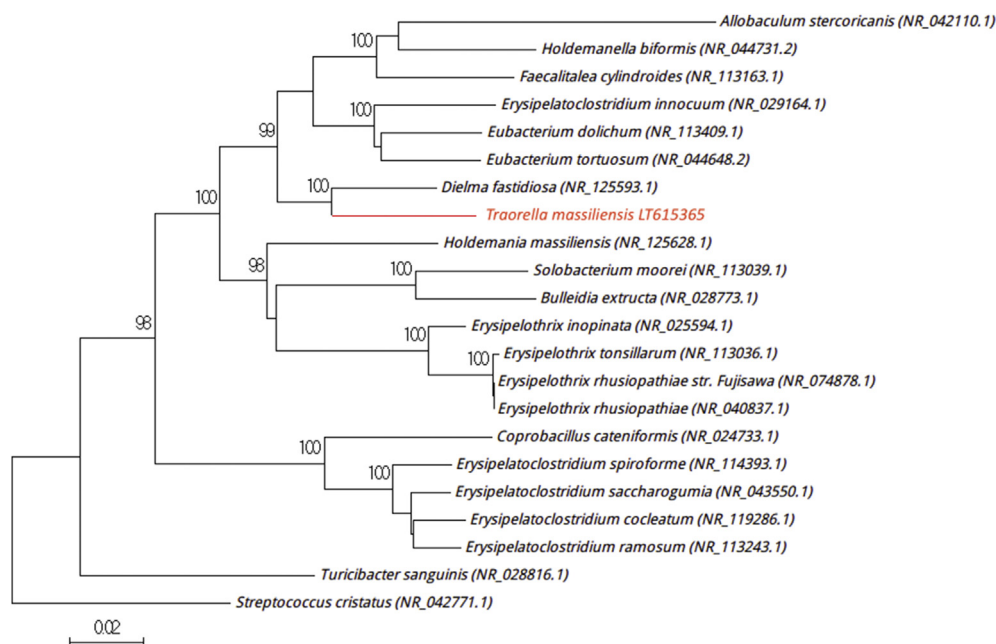 Allobaculum stercoricanis (NR_042110.1)
100
Holdemanella biformis (NR_044731.2)
Faecalitalea cylindroides (NR_113163.1)
100
Erysipelatoclostridium innocuum (NR_029164.1)
99
Eubacterium dolichum (NR_113409.1)
Eubacterium tortuosum (NR_044648.2)
100
Dielma fastidiosa (NR_125593.1)
100
Traorella massiliensis LT615365
Holdemania massiliensis (NR_125628.1)
98
100
Solobacterium moorei (NR_113039.1)
Bulleidia extructa (NR_028773.1)
98
Erysipelothrix inopinata (NR_025594.1)
100
100
Erysipelothrix tonsillarum (NR_113036.1)
Erysipelothrix rhusiopathiae str. Fujisawa (NR_074878.1)
Erysipelothrix rhusiopathiae (NR_040837.1)
100
Coprobacillus cateniformis (NR_024733.1)
100
Erysipelatoclostridium spiroforme (NR_114393.1)
Erysipelatoclostridium saccharogumia (NR_043550.1)
Erysipelatoclostridium cocleatum (NR_119286.1)
Erysipelatoclostridium ramosum (NR_113243.1)
Turicibacter sanguinis (NR_028816.1)
Streptococcus cristatus (NR_042771.1)
0.02